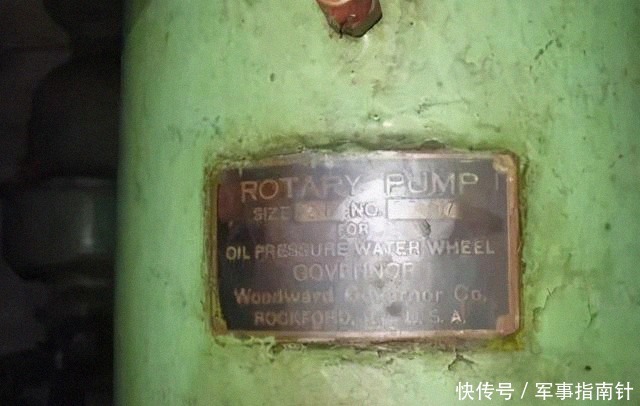 ROTARY PUMP
SIZE NO. 17
FOR
OIL PRESSURE WATER WHEEL
GOVERNOR
Woodward Governor Co.
ROCKFORD, U.S.A.
快传号／军事指南针